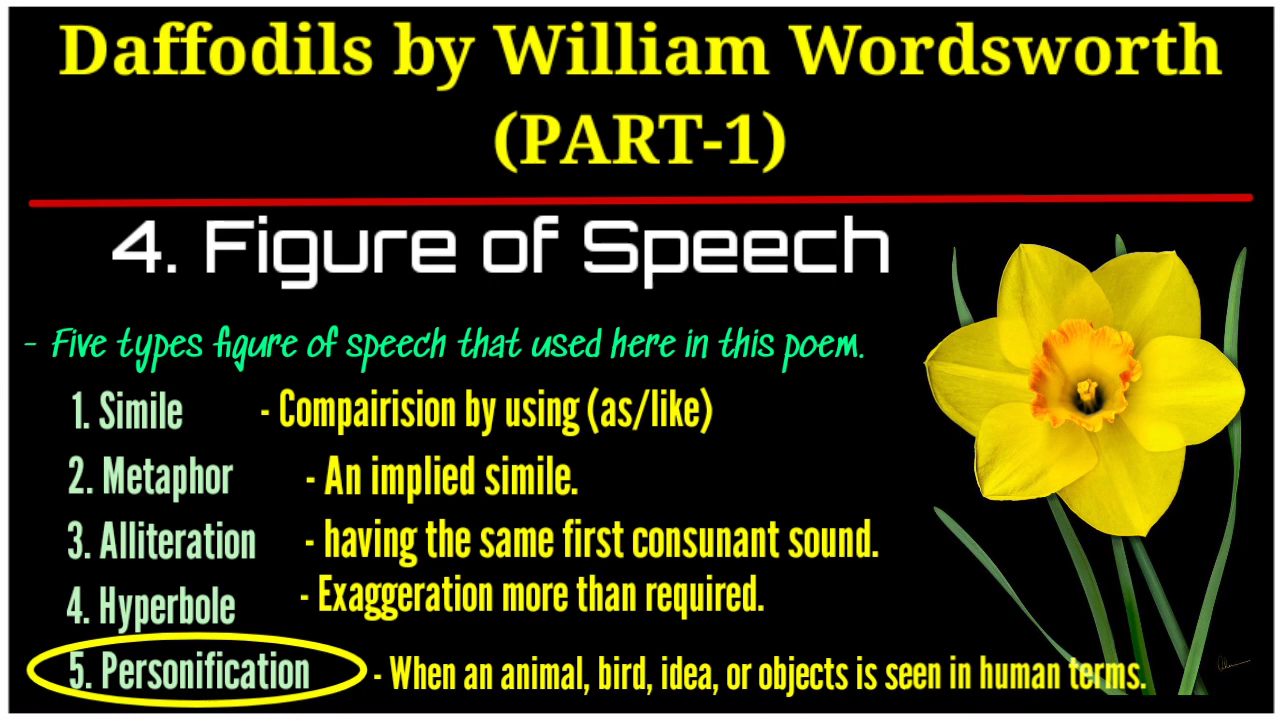 Daffodils by William Wordsworth
(PART-1)
4. Figure of Speech
- Five types figure of speech that used here in this poem.
1. Simile - Compairision by using (as/like)
2. Metaphor - An implied simile.
3. Alliteration - having the same first consunant sound.
4. Hyperbole - Exaggeration more than required.
5. Personification - When an animal, bird, idea, or objects is seen in human terms.